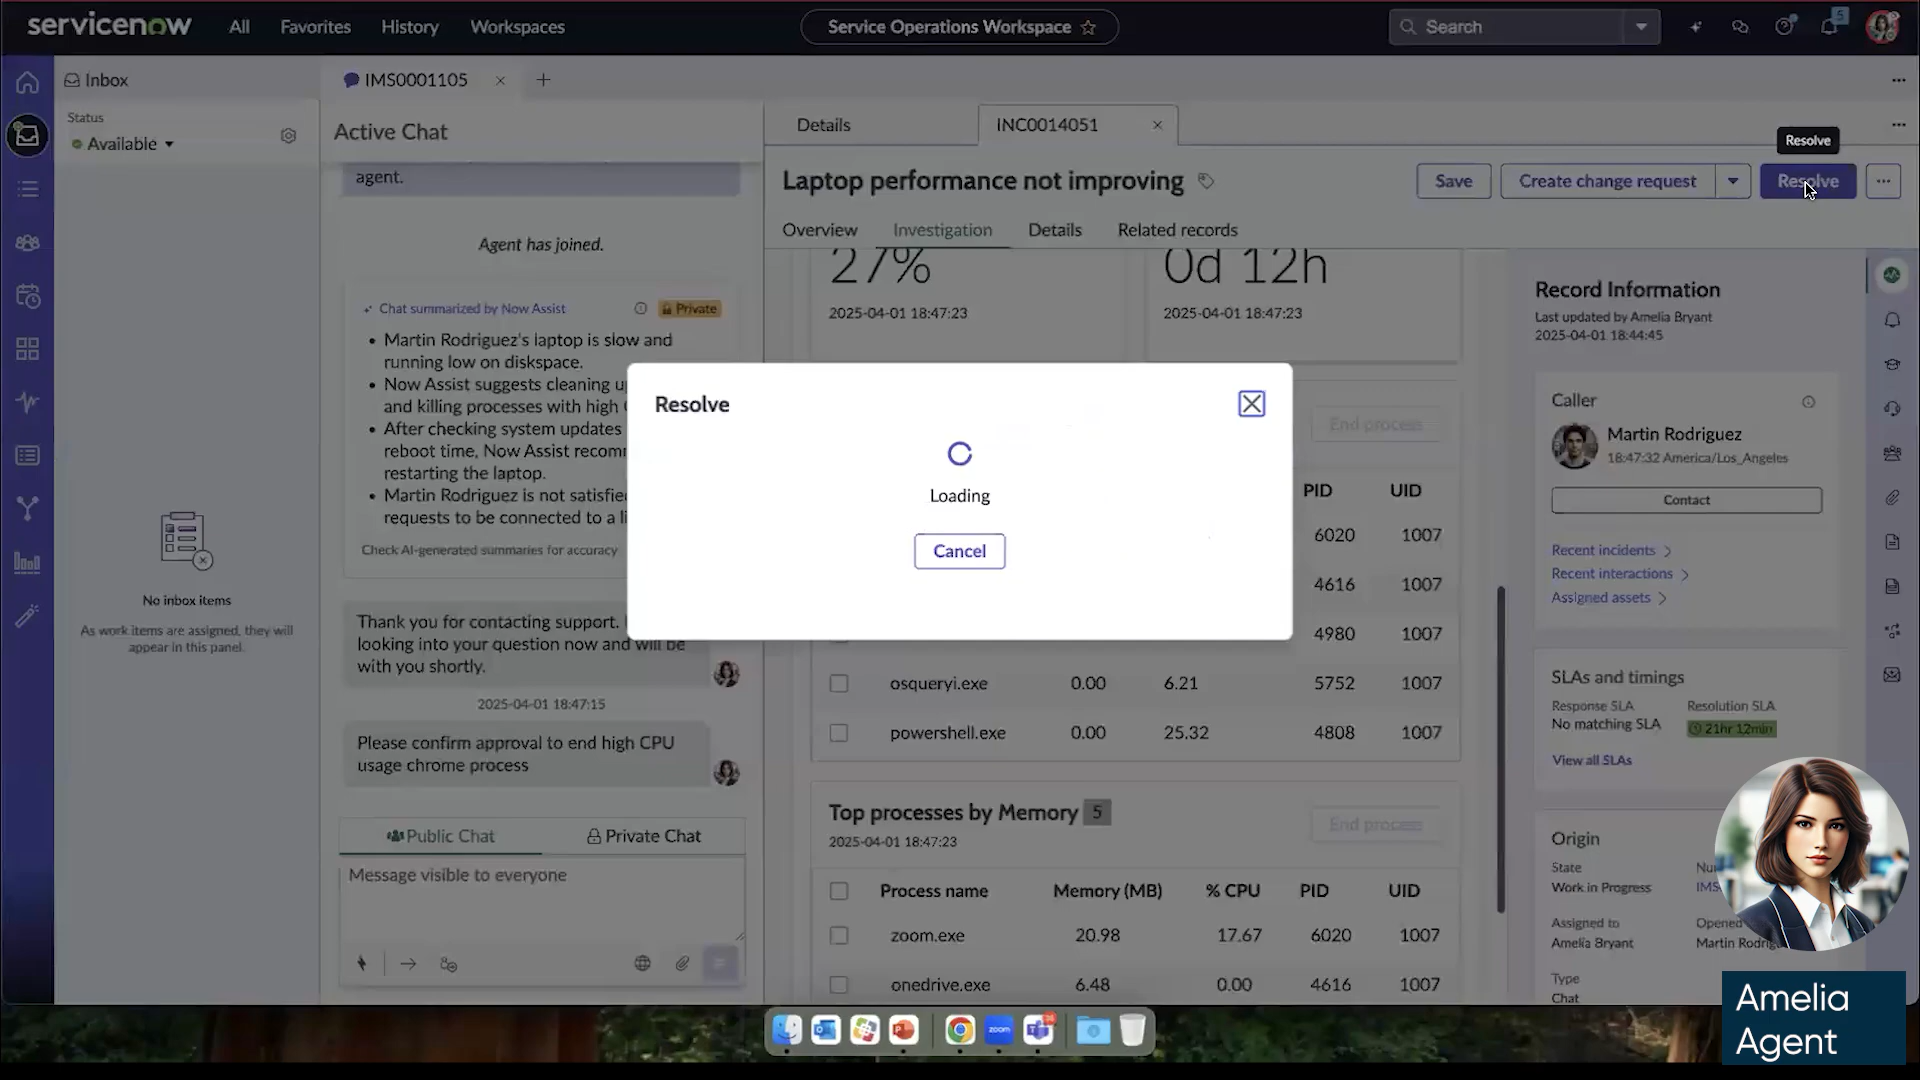 servicenow
All
Favorites
History
Workspaces
Service Operations Workspace
Search
5
Inbox
IMS0001105
Status
Available
Active Chat
agent.
Agent has joined.
Chat summarized by Now Assist
Private
Martin Rodriguez's laptop is slow and
running low on diskspace.
Now Assist suggests cleaning
and killing processes with high
After checking system updates
reboot time, Now Assist
restarting the laptop.
Martin Rodriguez is not
requests to be connected to a
Check AI-generated summaries for accuracy
Thank you for contacting support.
looking into your question now and will be
with you shortly.
2025-04-01 18:47:15
Please confirm approval to end high CPU
usage chrome process
Public Chat
Private Chat
Message visible to everyone
No inbox items
As work items are assigned, they will
appear in this panel.
Details
INC0014051
Resolve
Laptop performance not improving
Save
Create change request
Resolve
Overview
Investigation
Details
Related records
27%
0d 12h
2025-04-01 18:47:23
2025-04-01 18:47:23
Resolve
Loading
Cancel
End process
PID
UID
6020
1007
4616
1007
4980
1007
osqueryi.exe
0.00
6.21
5752
1007
powershell.exe
0.00
25.32
4808
1007
Top processes by Memory 5
2025-04-01 18:47:23
End process
Process name
Memory (MB)
% CPU
PID
UID
zoom.exe
20.98
17.67
6020
1007
onedrive.exe
6.48
0.00
4616
1007
Record Information
Last updated by Amelia Bryant
2025-04-01 18:44:45
Caller
Martin Rodriguez
18:47:32 America/Los_Angeles
Contact
Recent incidents
Recent interactions
Assigned assets
SLAs and timings
Response SLA
No matching SLA
Resolution SLA
21hr 12min
View all SLAs
Origin
State
Work in Progress
Assigned to
Amelia Bryant
Opened
Martin
Type
Chat
zoom
Amelia
Agent